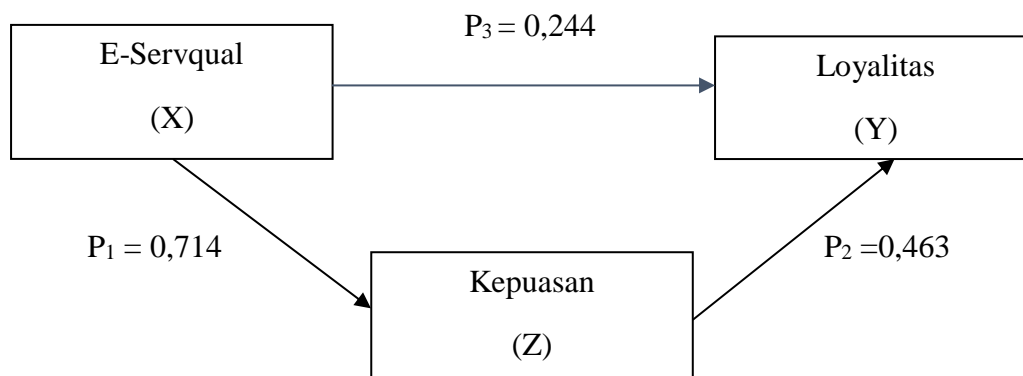 P₃ = 0,244
E-Servqual
(X)
Loyalitas
(Y)
P₁ = 0,714
P₂ =0,463
Kepuasan
(Z)